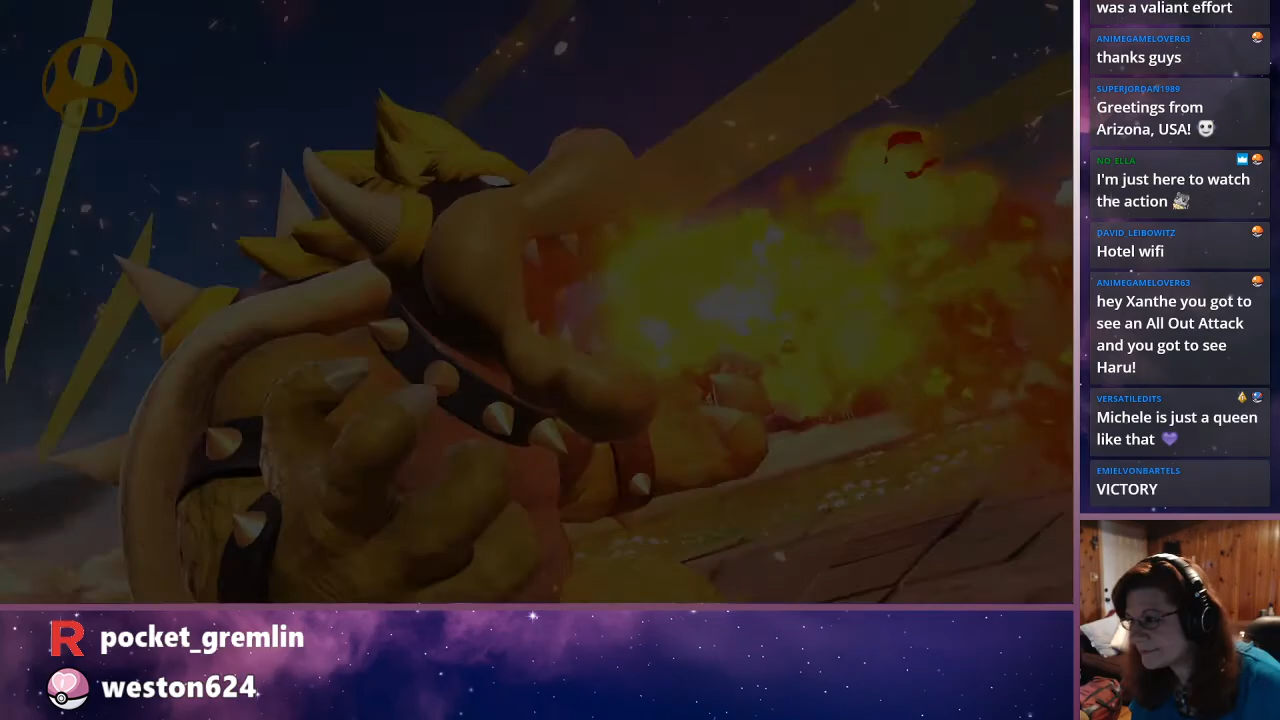 was a valiant effort
ANIMEGAMELOVER63
thanks guys
SUPERJORDAN1989
Greetings from
Arizona, USA!
NO_ELLA
I'm just here to watch
the action
DAVID_LEIBOWITZ
Hotel wifi
ANIMEGAMELOVER63
hey Xanthe you got to
see an All Out Attack
and you got to see
Haru!
VERSATILEDITS
Michele is just a queen
like that
EMIELVONBARTELS
VICTORY
R pocket_gremlin
weston624